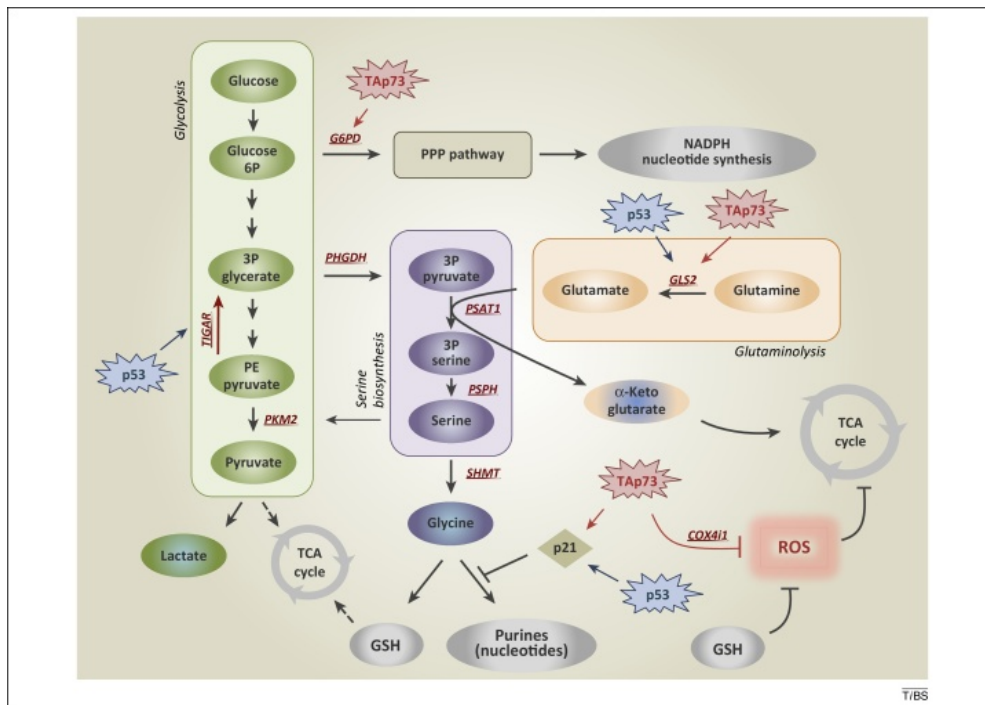 Glycolysis
Glucose
TAp73
G6PD
Glucose
6P
PPP pathway
NADPH
nucleotide synthesis
p53
TAp73
3P
glycerate
PHGDH
3P
pyruvate
GLS2
Glutamate
Glutamine
PSAT1
TIGAR
p53
3P
serine
Glutaminolysis
PE
pyruvate
Serine
biosynthesis
PSPH
α-Keto
glutarate
PKM2
Serine
TCA
cycle
Pyruvate
SHMT
TAp73
Glycine
COX4i1
Lactate
TCA
cycle
p21
ROS
p53
GSH
Purines
(nucleotides)
GSH
TiBS